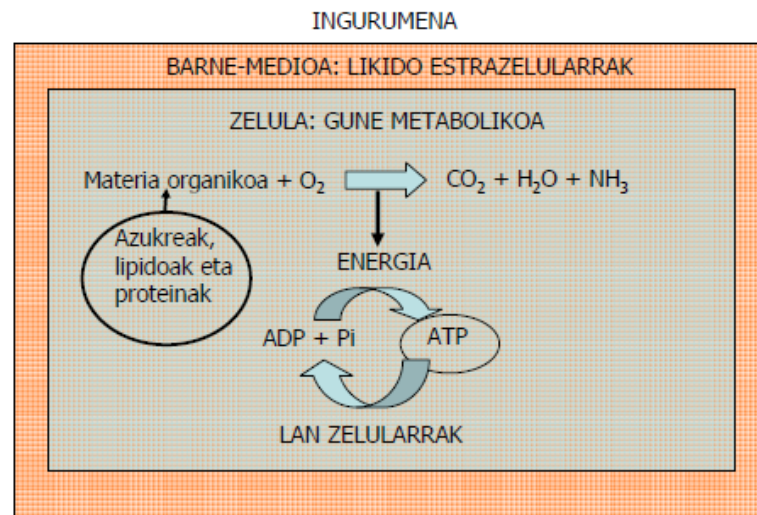 INGURUMENA
BARNE-MEDIOA: LIKIDO ESTRAZELULARRAK
ZELULA: GUNE METABOLIKOA
Materia organikoa + O₂ CO₂ + H₂O + NH₃
Azukreak,
lipidoak eta
proteinak
ENERGIA
ADP + Pi ATP
LAN ZELULARRAK